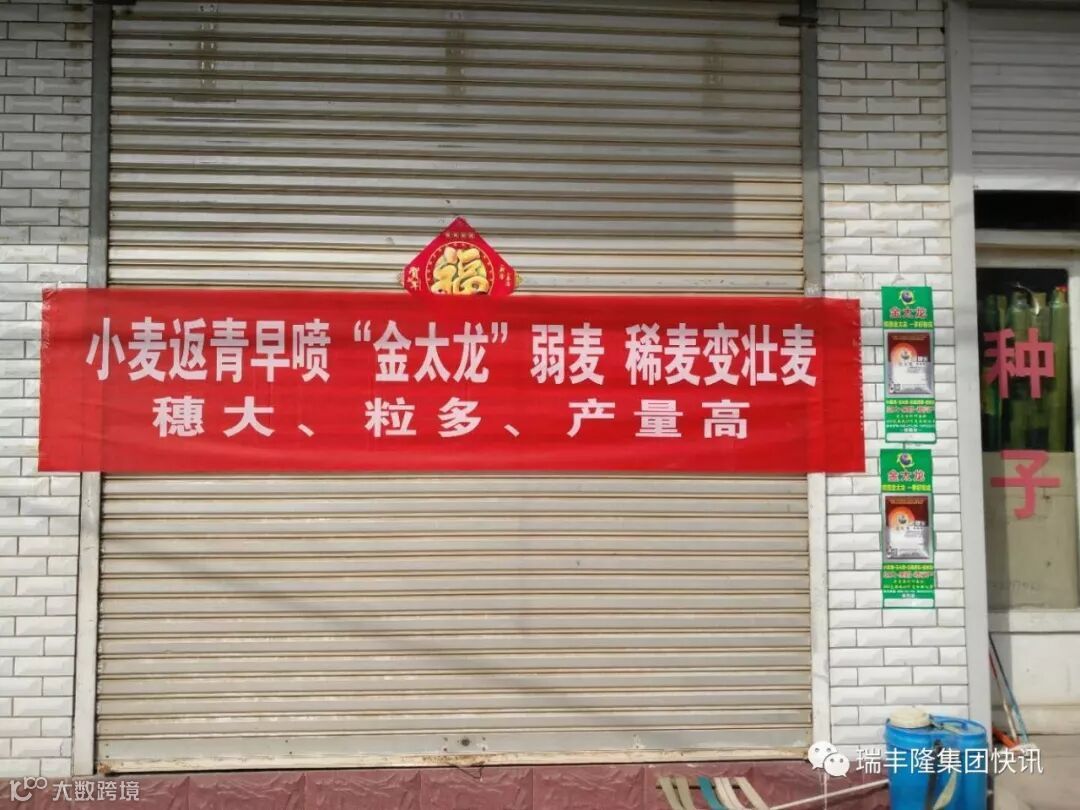 福
贺
小麦返青早喷“金太龙”弱麦 稀麦变壮麦
穗大、粒多、产量高
金太龙
金太龙
种
子
瑞丰隆集团快讯
大数跨境